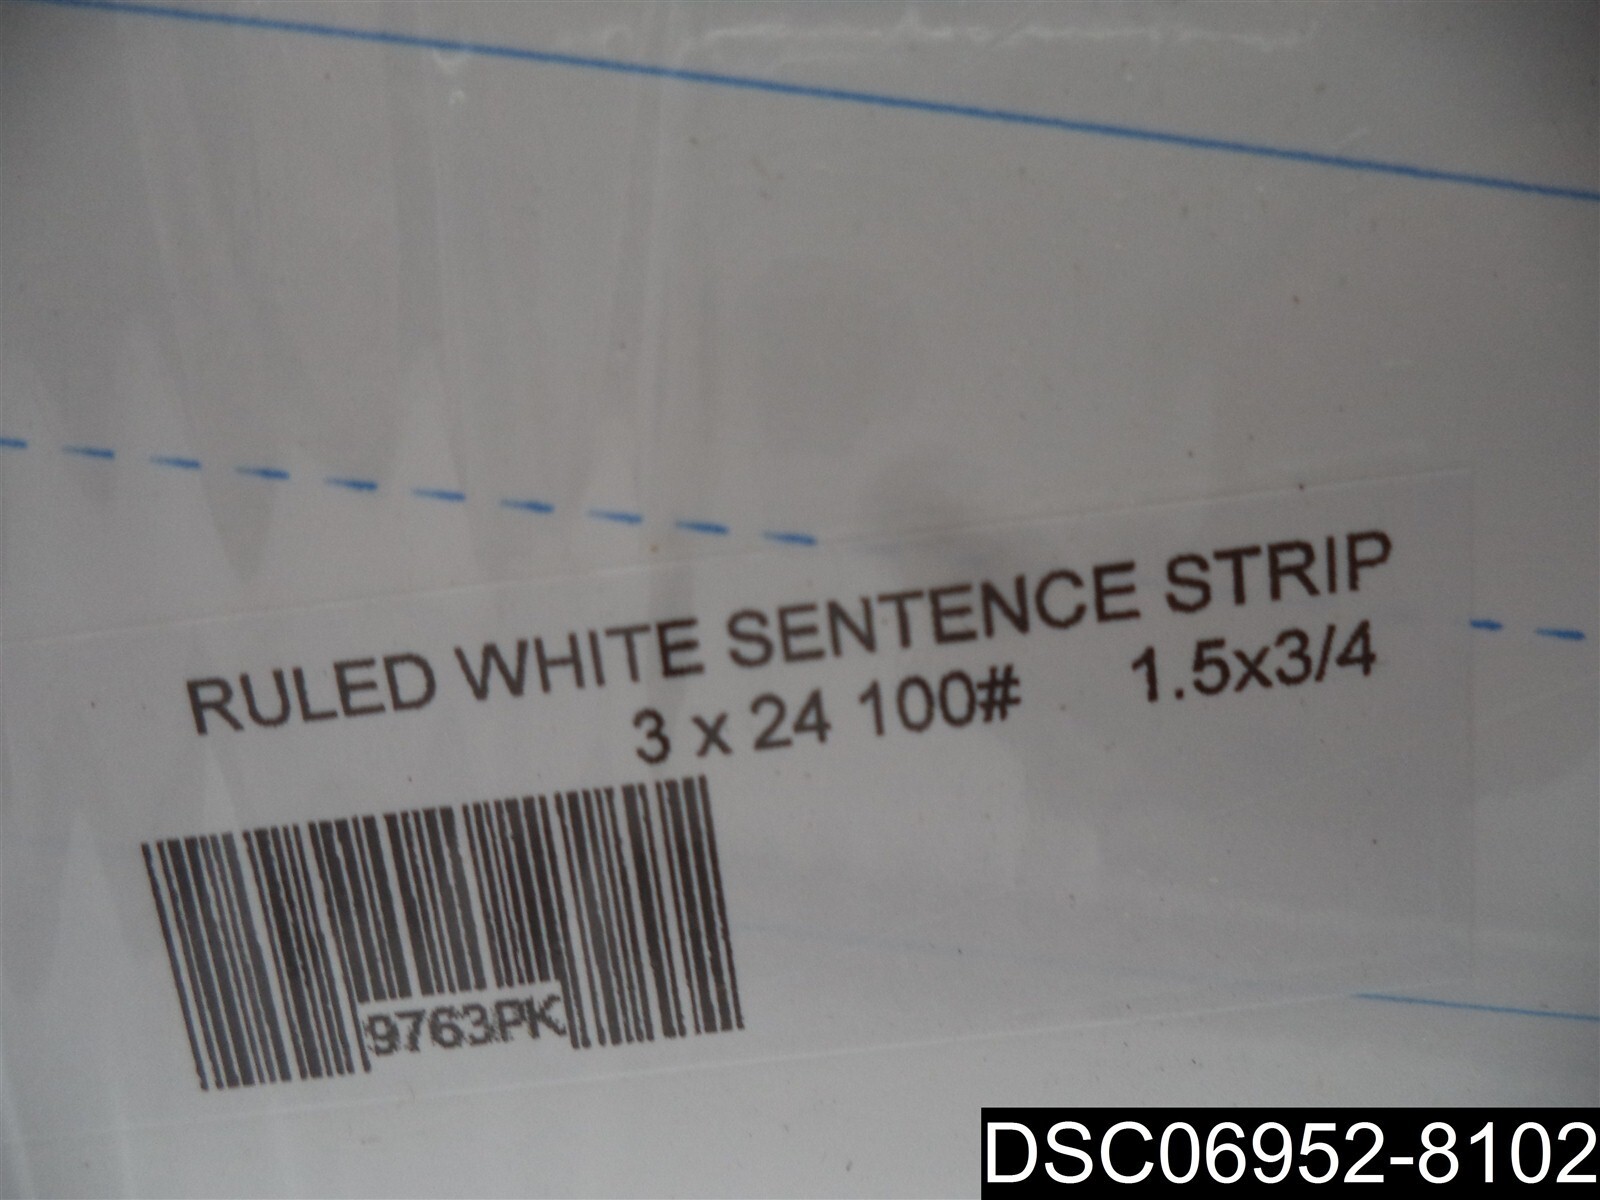 RULED WHITE SENTENCE STRIP
3 x 24 100# 1.5x3/4
9763PK
DSC06952-8102